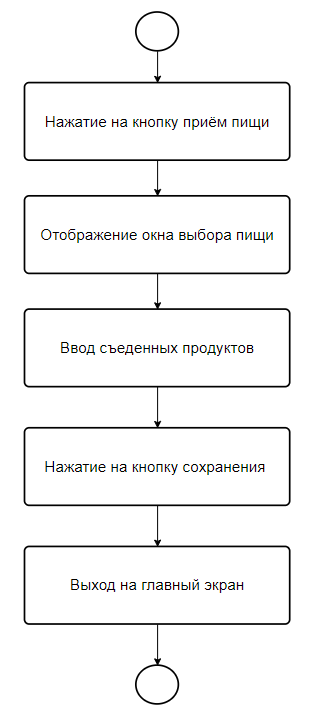 Нажатие на кнопку приём пищи
Отображение окна выбора пищи
Ввод съеденных продуктов
Нажатие на кнопку сохранения
Выход на главный экран